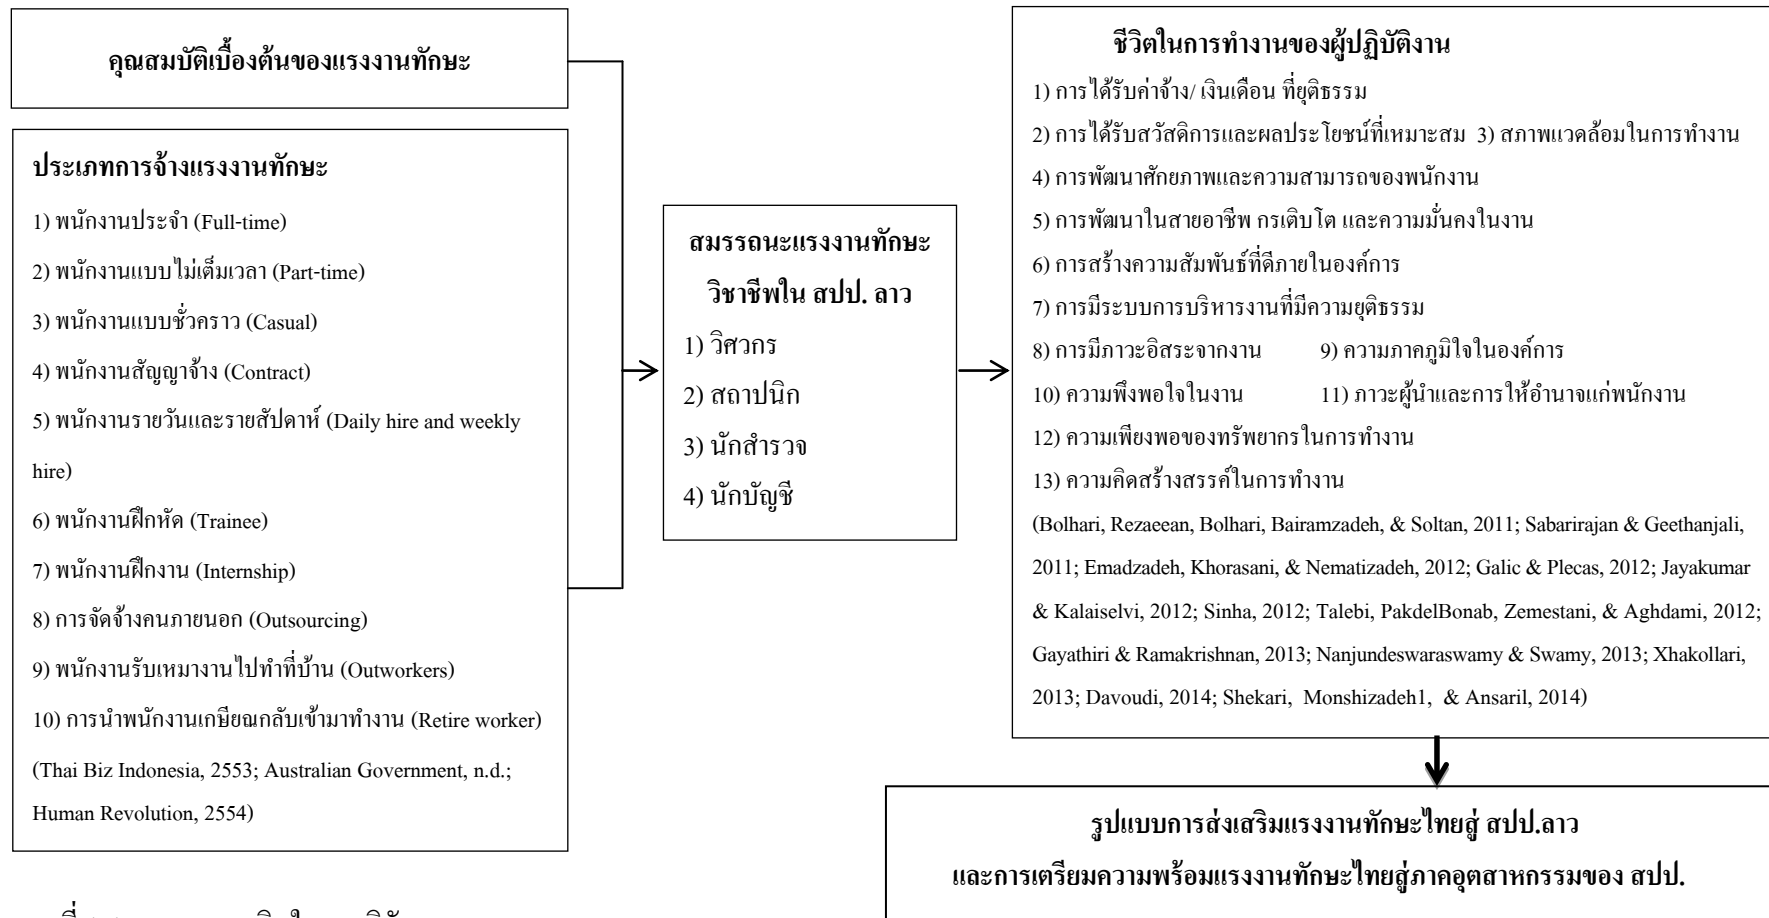 คุณสมบัติเบื้องต้นของแรงงานทักษะ
ประเภทการจ้างแรงงานทักษะ
1) พนักงานประจำ (Full-time)
2) พนักงานแบบไม่เต็มเวลา (Part-time)
3) พนักงานแบบชั่วคราว (Casual)
4) พนักงานสัญญาจ้าง (Contract)
5) พนักงานรายวันและรายสัปดาห์ (Daily hire and weekly
hire)
6) พนักงานฝึกหัด (Trainee)
7) พนักงานฝึกงาน (Internship)
8) การจัดจ้างคนภายนอก (Outsourcing)
9) พนักงานรับเหมางานไปทำที่บ้าน (Outworkers)
10) การนำพนักงานเกษียณกลับเข้ามาทำงาน (Retire worker)
(Thai Biz Indonesia, 2553; Australian Government, n.d.;
Human Revolution, 2554)
สมรรถนะแรงงานทักษะ
วิชาชีพใน สปป. ลาว
1) วิศวกร
2) สถาปนิก
3) นักสำรวจ
4) นักบัญชี
ชีวิตในการทำงานของผู้ปฏิบัติงาน
1) การได้รับค่าจ้าง/ เงินเดือน ที่ยุติธรรม
2) การได้รับสวัสดิการและผลประโยชน์ที่เหมาะสม 3) สภาพแวดล้อมในการทำงาน
4) การพัฒนาศักยภาพและความสามารถของพนักงาน
5) การพัฒนาในสายอาชีพ กรเติบโต และความมั่นคงในงาน
6) การสร้างความสัมพันธ์ที่ดีภายในองค์การ
7) การมีระบบการบริหารงานที่มีความยุติธรรม
8) การมีภาวะอิสระจากงาน 9) ความภาคภูมิใจในองค์การ
10) ความพึงพอใจในงาน 11) ภาวะผู้นำและการให้อำนาจแก่พนักงาน
12) ความเพียงพอของทรัพยากรในการทำงาน
13) ความคิดสร้างสรรค์ในการทำงาน
(Bolhari, Rezaeean, Bolhari, Bairamzadeh, & Soltan, 2011; Sabarirajan & Geethanjali,
2011; Emadzadeh, Khorasani, & Nematizadeh, 2012; Galic & Plecas, 2012; Jayakumar
& Kalaiselvi, 2012; Sinha, 2012; Talebi, PakdelBonab, Zemestani, & Aghdami, 2012;
Gayathiri & Ramakrishnan, 2013; Nanjundeswaraswamy & Swamy, 2013; Xhakollari,
2013; Davoudi, 2014; Shekari, Monshizadeh1, & Ansaril, 2014)
รูปแบบการส่งเสริมแรงงานทักษะไทยสู่ สปป.ลาว
และการเตรียมความพร้อมแรงงานทักษะไทยสู่ภาคอุตสาหกรรมของ สปป.